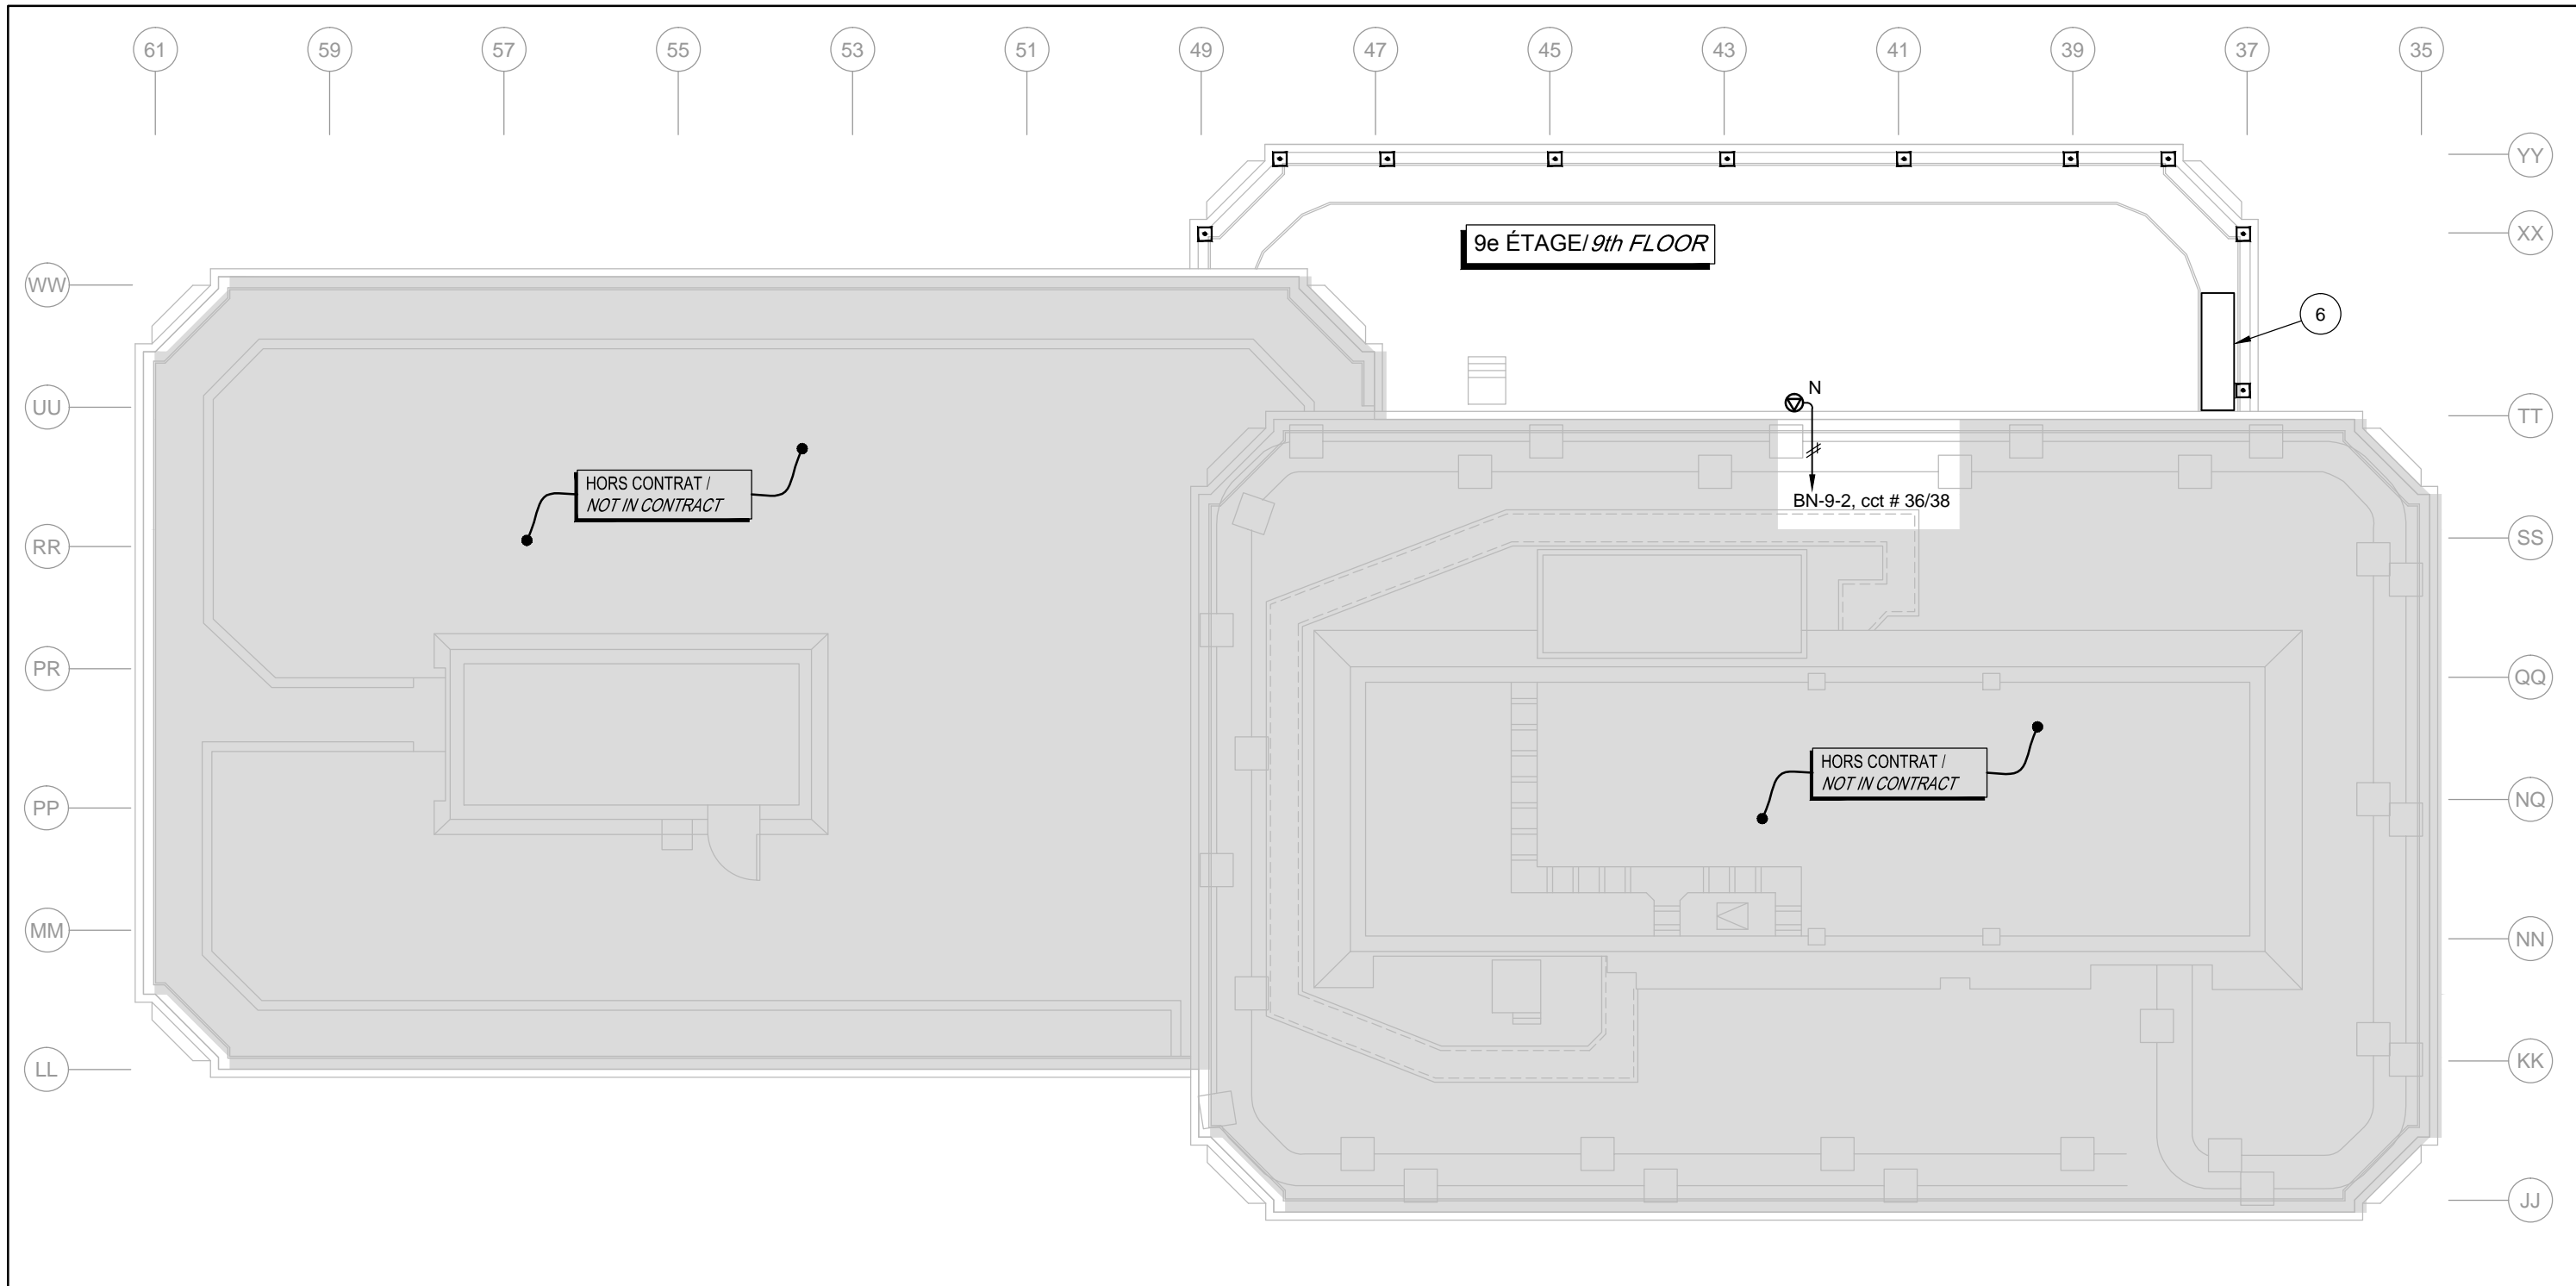 61 59 57 55 53 51 49 47 45 43 41 39 37 35
YY
9e ÉTAGE/ 9th FLOOR
XX
WW
6
N
UU
TT
HORS CONTRAT /
NOT IN CONTRACT
BN-9-2, cct # 36/38
RR
SS
PR
QQ
HORS CONTRAT /
NOT IN CONTRACT
PP
NQ
MM
NN
LL
KK
JJ